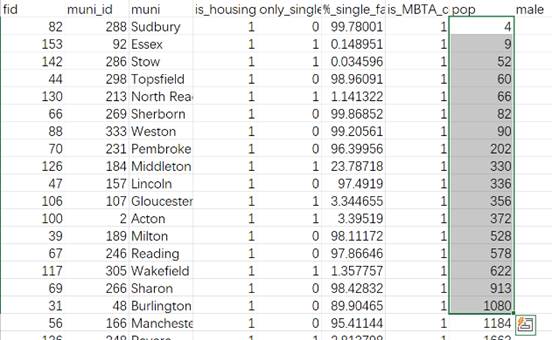 fid muni_id muni is_housing only_single %_single_fa is_MBTA_c pop male
82 288 Sudbury 1 0 99.78001 1 4
153 92 Essex 1 1 0.148951 1 9
142 286 Stow 1 1 0.034596 1 52
44 298 Topsfield 1 0 98.96091 1 60
130 213 North Rea 1 1 1.141322 1 66
66 269 Sherborn 1 0 99.86852 1 82
88 333 Weston 1 0 99.20561 1 90
70 231 Pembroke 1 0 96.39956 1 202
126 184 Middleton 1 1 23.78718 1 330
47 157 Lincoln 1 0 97.4919 1 336
106 107 Gloucester 1 1 3.344655 1 356
100 2 Acton 1 1 3.39519 1 372
39 189 Milton 1 0 98.11172 1 528
67 246 Reading 1 0 97.86646 1 578
117 305 Wakefield 1 1 1.357757 1 622
69 266 Sharon 1 0 98.42832 1 913
31 48 Burlington 1 0 89.90465 1 1080
56 166 Mancheste 1 0 95.41144 1 1184